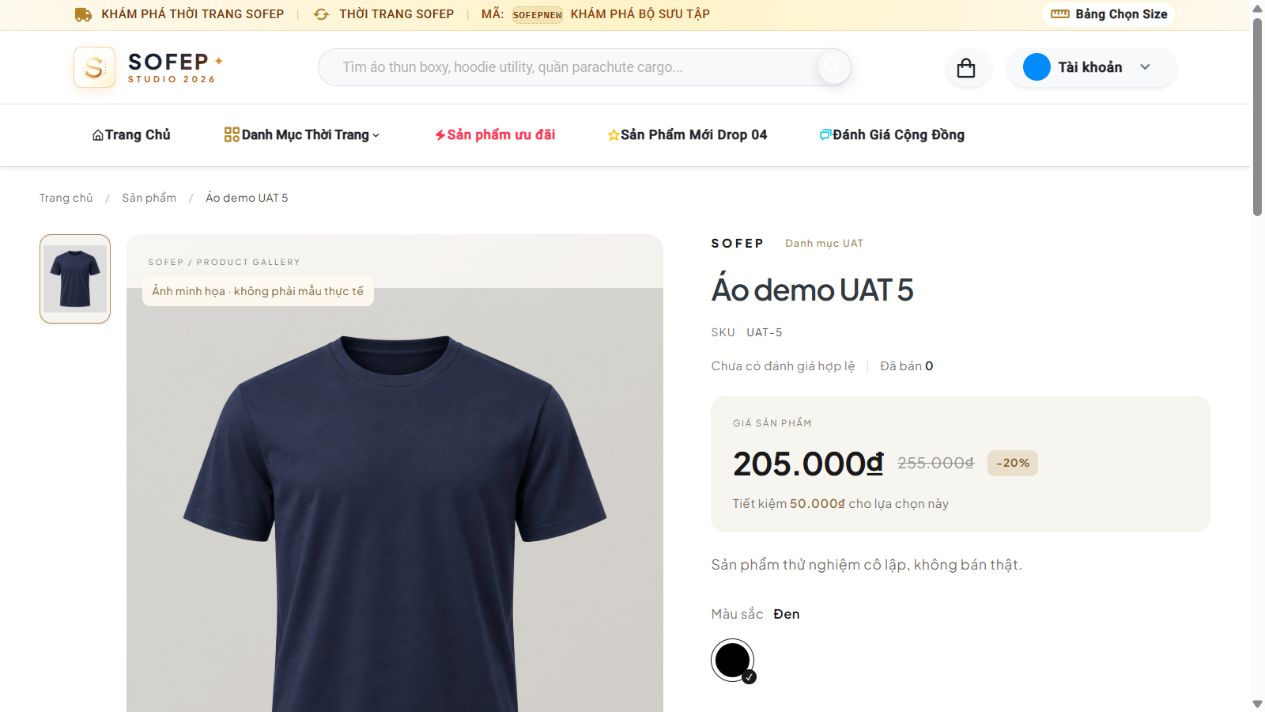 KHÁM PHÁ THỜI TRANG SOFEP | THỜI TRANG SOFEP | MÃ: SOFEPNEW KHÁM PHÁ BỘ SƯU TẬP
Bảng Chọn Size
S
SOFEP
STUDIO 2026
Tìm áo thun boxy, hoodie utility, quần parachute cargo...
Tài khoản
Trang Chủ
Danh Mục Thời Trang
Sản phẩm ưu đãi
Sản Phẩm Mới Drop 04
Đánh Giá Cộng Đồng
Trang chủ / Sản phẩm / Áo demo UAT 5
SOFEP / PRODUCT GALLERY
Ảnh minh họa · không phải mẫu thực tế
SOFEP Danh mục UAT
Áo demo UAT 5
SKU UAT-5
Chưa có đánh giá hợp lệ | Đã bán 0
GIÁ SẢN PHẨM
205.000₫ 255.000₫ -20%
Tiết kiệm 50.000₫ cho lựa chọn này
Sản phẩm thử nghiệm cô lập, không bán thật.
Màu sắc Đen